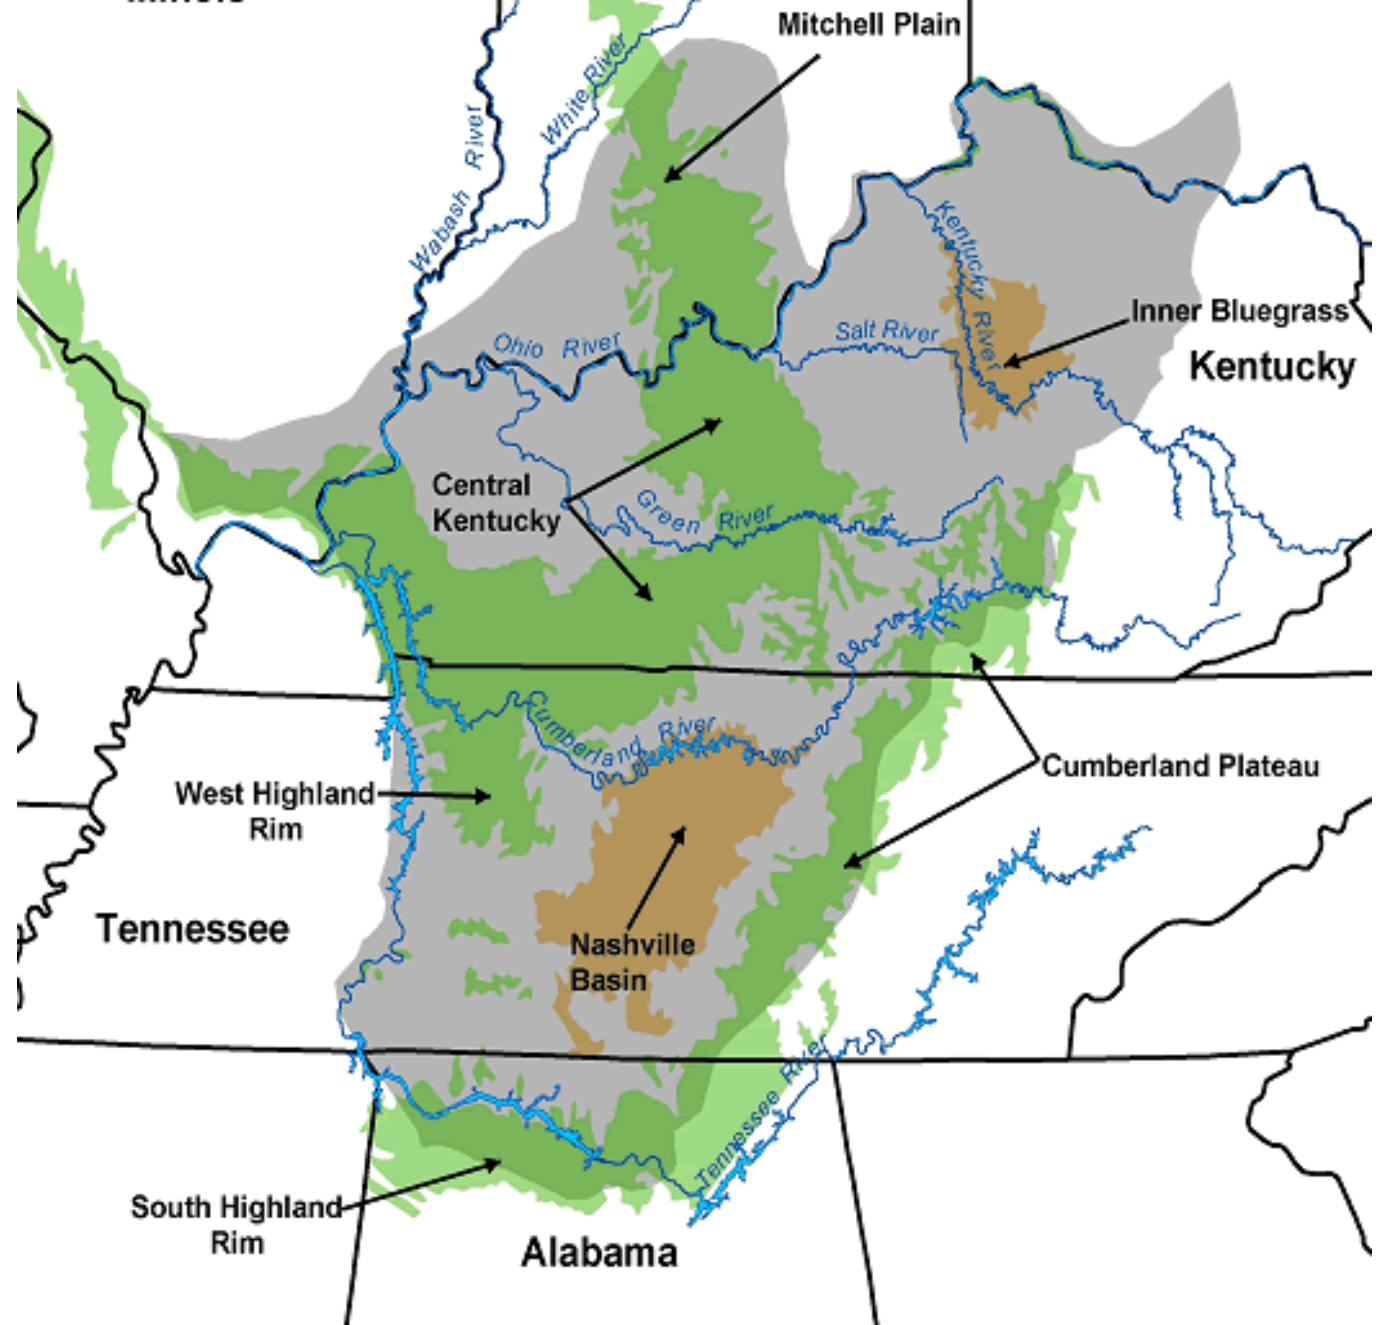 Mitchell Plain
White River
Wabash River
Kentucky River
Inner Bluegrass
Ohio River
Salt River
Kentucky
Central
Kentucky
Green River
Cumberland River
Cumberland Plateau
West Highland
Rim
Tennessee
Nashville
Basin
Tennessee River
South Highland
Rim
Alabama